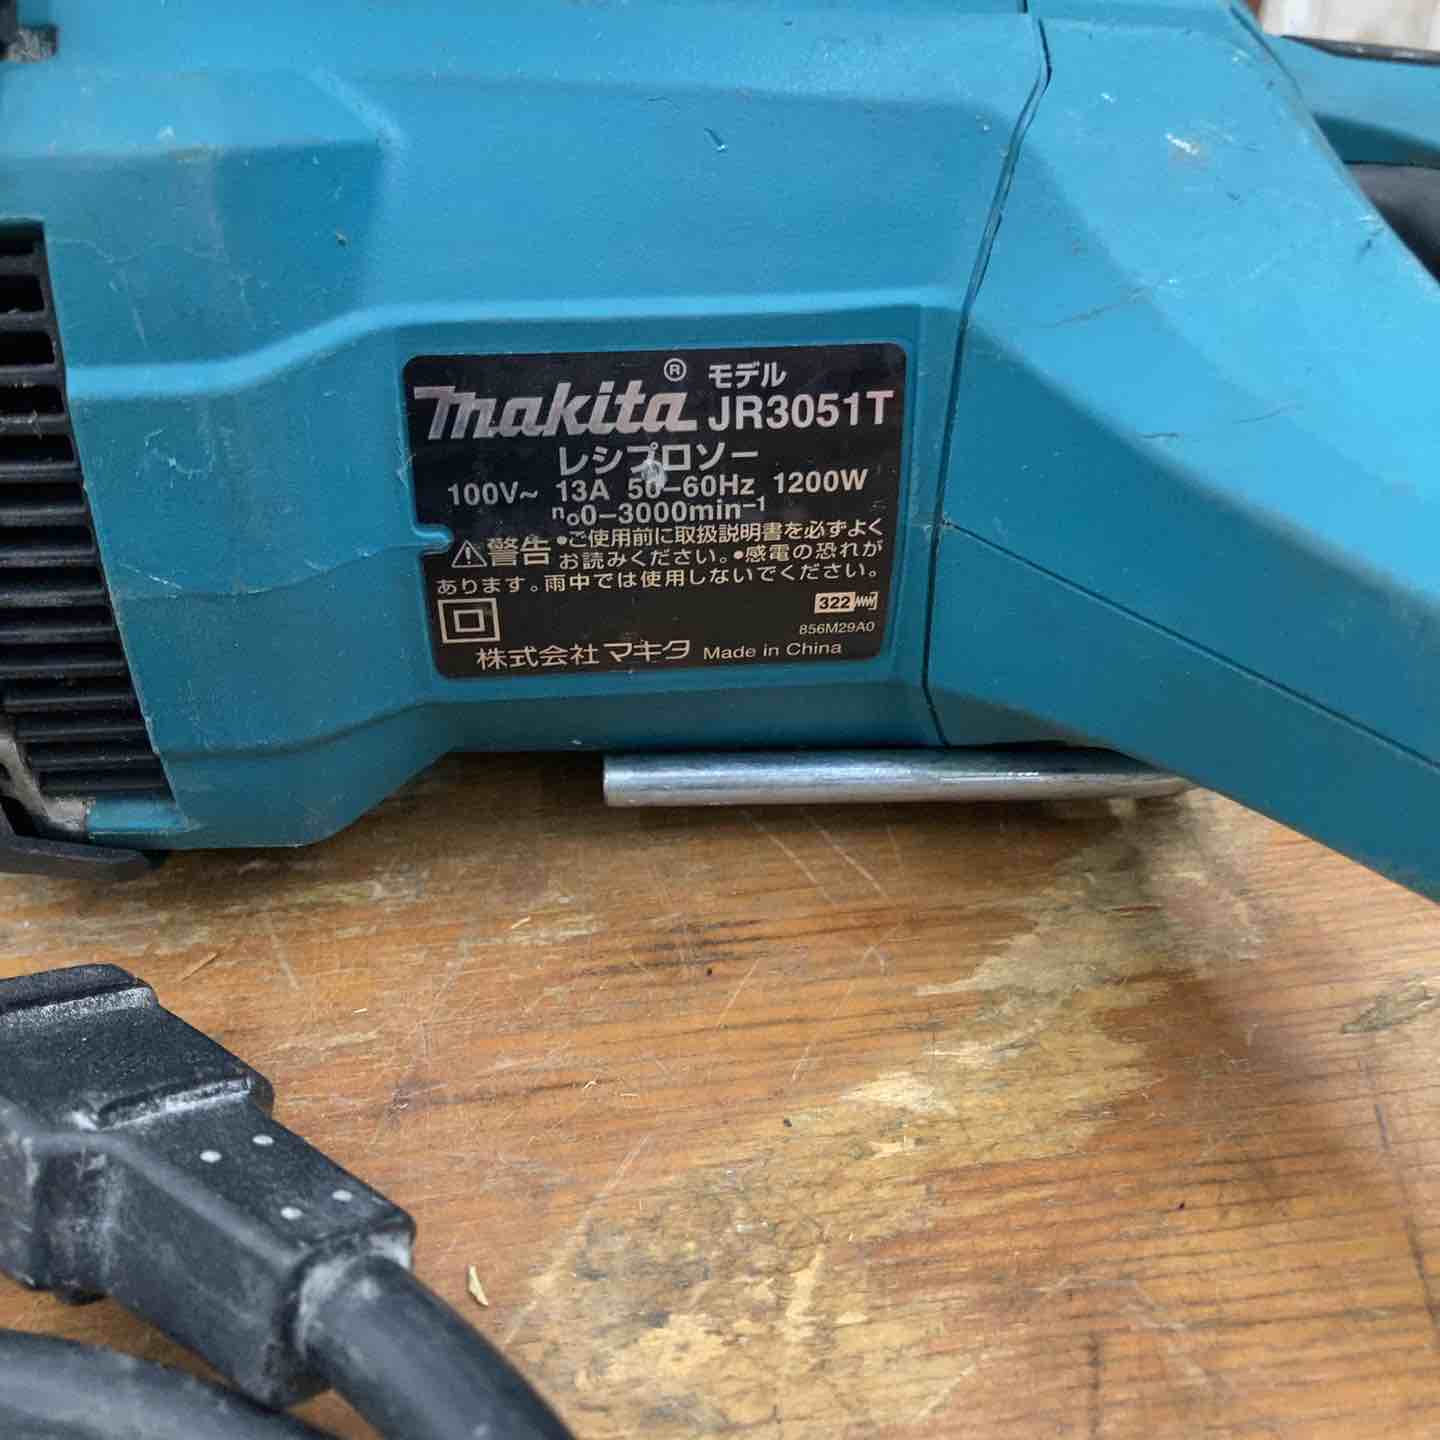 makita® モデル JR3051T
レシプロソー
100V~ 13A 50-60Hz 1200W
n₀0-3000min⁻¹
⚠警告 •ご使用前に取扱説明書を必ずよく
お読みください。•感電の恐れが
あります。雨中では使用しないでください。
322
856M29A0
株式会社マキタ Made in China